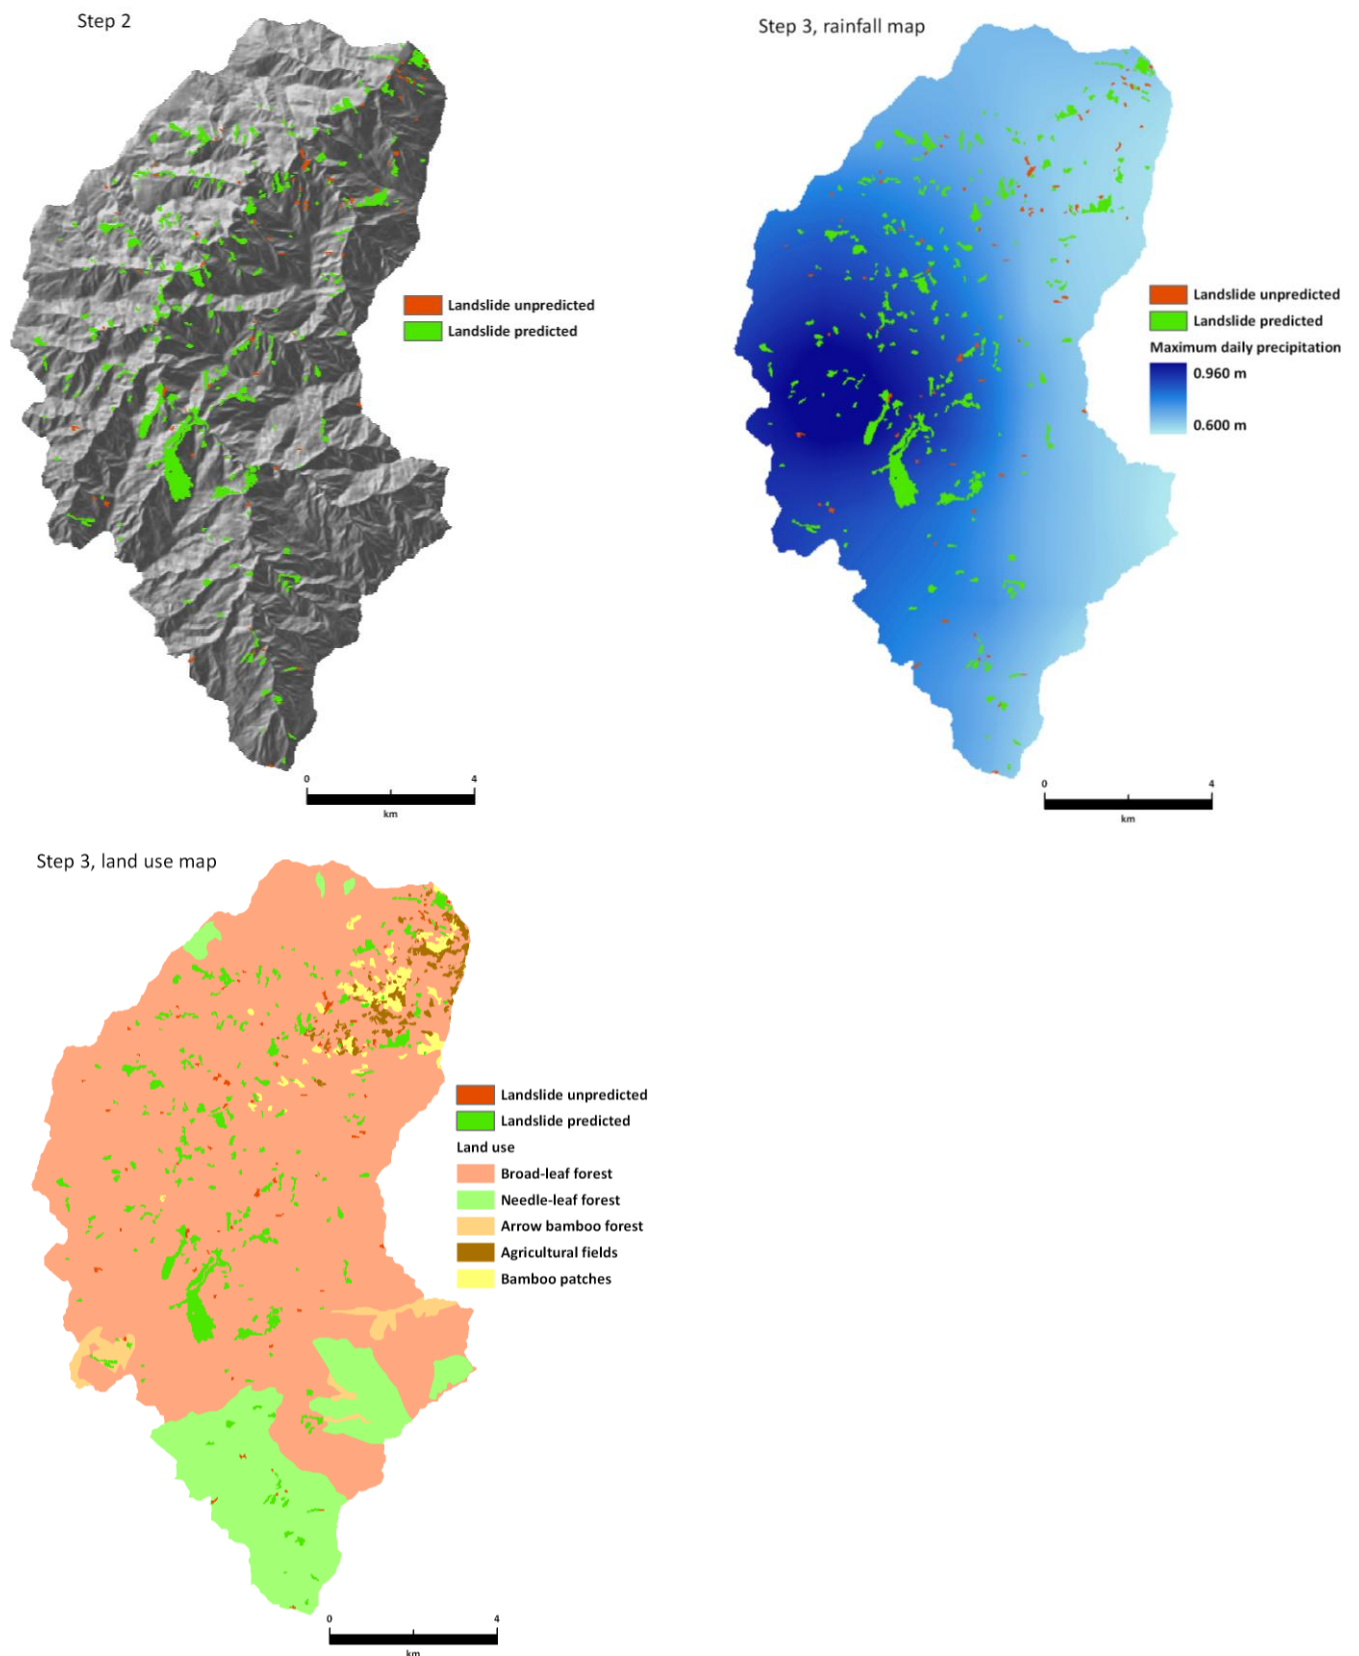 Step 2
Landslide unpredicted
Landslide predicted
0 4
km
Step 3, rainfall map
Landslide unpredicted
Landslide predicted
Maximum daily precipitation
0.960 m
0.600 m
0 4
km
Step 3, land use map
Landslide unpredicted
Landslide predicted
Land use
Broad-leaf forest
Needle-leaf forest
Arrow bamboo forest
Agricultural fields
Bamboo patches
0 4
km